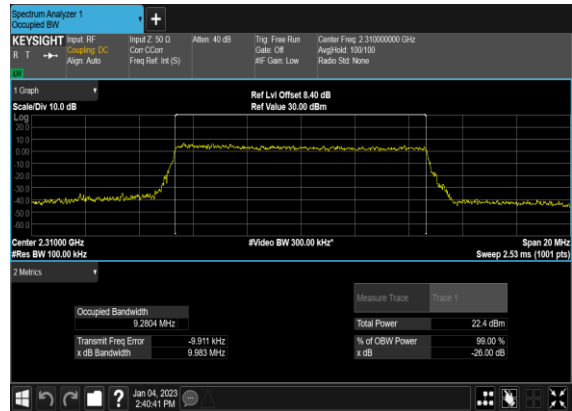 Spectrum Analyzer 1
Occupied BW
+
KEYSIGHT Input: RF Input Z: 50 Ω Atten: 40 dB Trig: Free Run Center Freq: 2.310000000 GHz
R T Coupling: DC Corr CCorr Gate: Off Avg|Hold: 100/100
Align: Auto Freq Ref: Int (S) #IF Gain: Low Radio Std: None
LVI
1 Graph
Ref Lvl Offset 8.40 dB
Scale/Div 10.0 dB Ref Value 30.00 dBm
Log
20.0
10.0
0.00
-10.0
-20.0
-30.0
-40.0
-50.0
-60.0
Center 2.31000 GHz #Video BW 300.00 kHz* Span 20 MHz
#Res BW 100.00 kHz Sweep 2.53 ms (1001 pts)
2 Metrics
Measure Trace Trace 1
Occupied Bandwidth
9.2804 MHz Total Power 22.4 dBm
Transmit Freq Error -9.911 kHz % of OBW Power 99.00 %
x dB Bandwidth 9.983 MHz x dB -26.00 dB
? Jan 04, 2023
2:40:41 PM